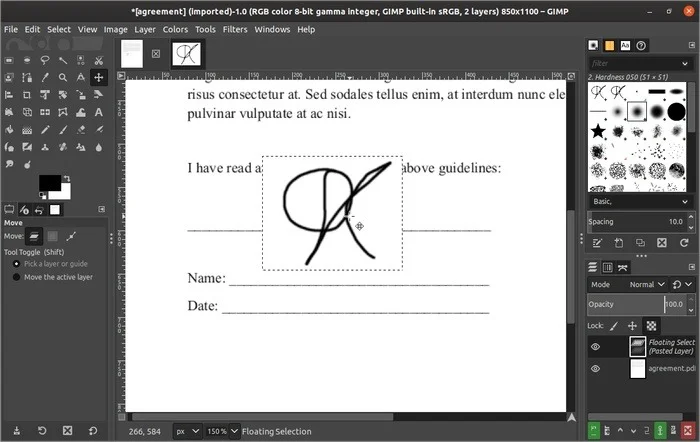 *[agreement] (imported)-1.0 (RGB color 8-bit gamma integer, GIMP built-in sRGB, 2 layers) 850x1100 – GIMP
File Edit Select View Image Layer Colors Tools Filters Windows Help
filter
2. Hardness 050 (51 × 51)
Basic,
Spacing 10.0
Move
Move:
Tool Toggle (Shift)
Pick a layer or guide
Move the active layer
risus consectetur at. Sed sodales tellus enim, at interdum nunc ele
pulvinar vulputate at ac nisi.
I have read a above guidelines:
Name:
Date:
Mode Normal
Opacity 100.0
Lock:
Floating Select
(Pasted Layer)
agreement.pd
266, 584 px 150% Floating Selection